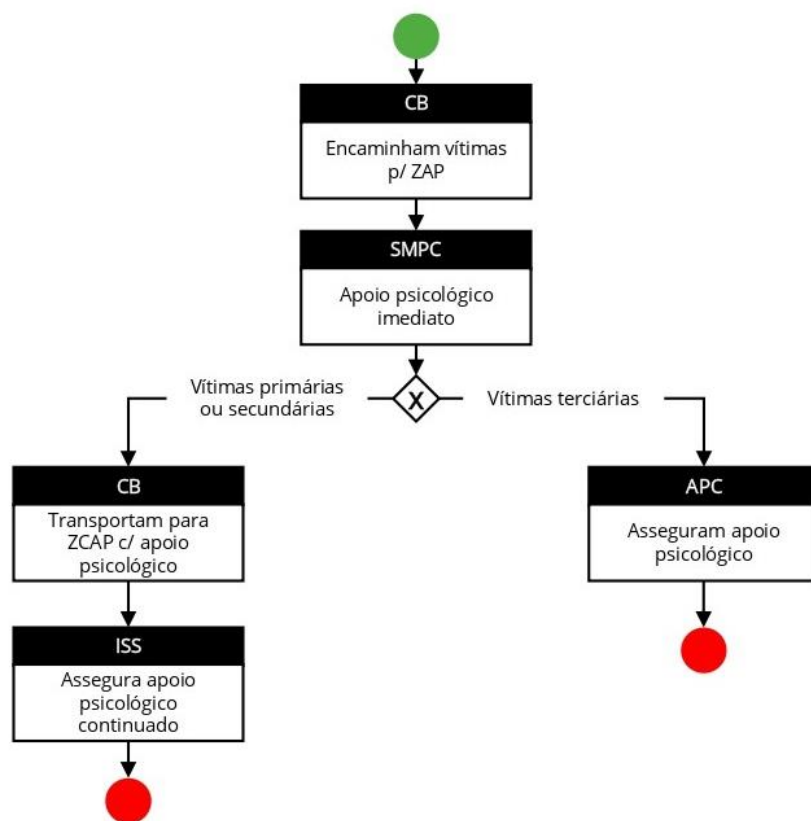 CB
Encaminham vítimas
p/ ZAP
SMPC
Apoio psicológico
imediato
X
Vítimas primárias
ou secundárias
Vítimas terciárias
CB
Transportam para
ZCAP c/ apoio
psicológico
APC
Asseguram apoio
psicológico
ISS
Assegura apoio
psicológico
continuado